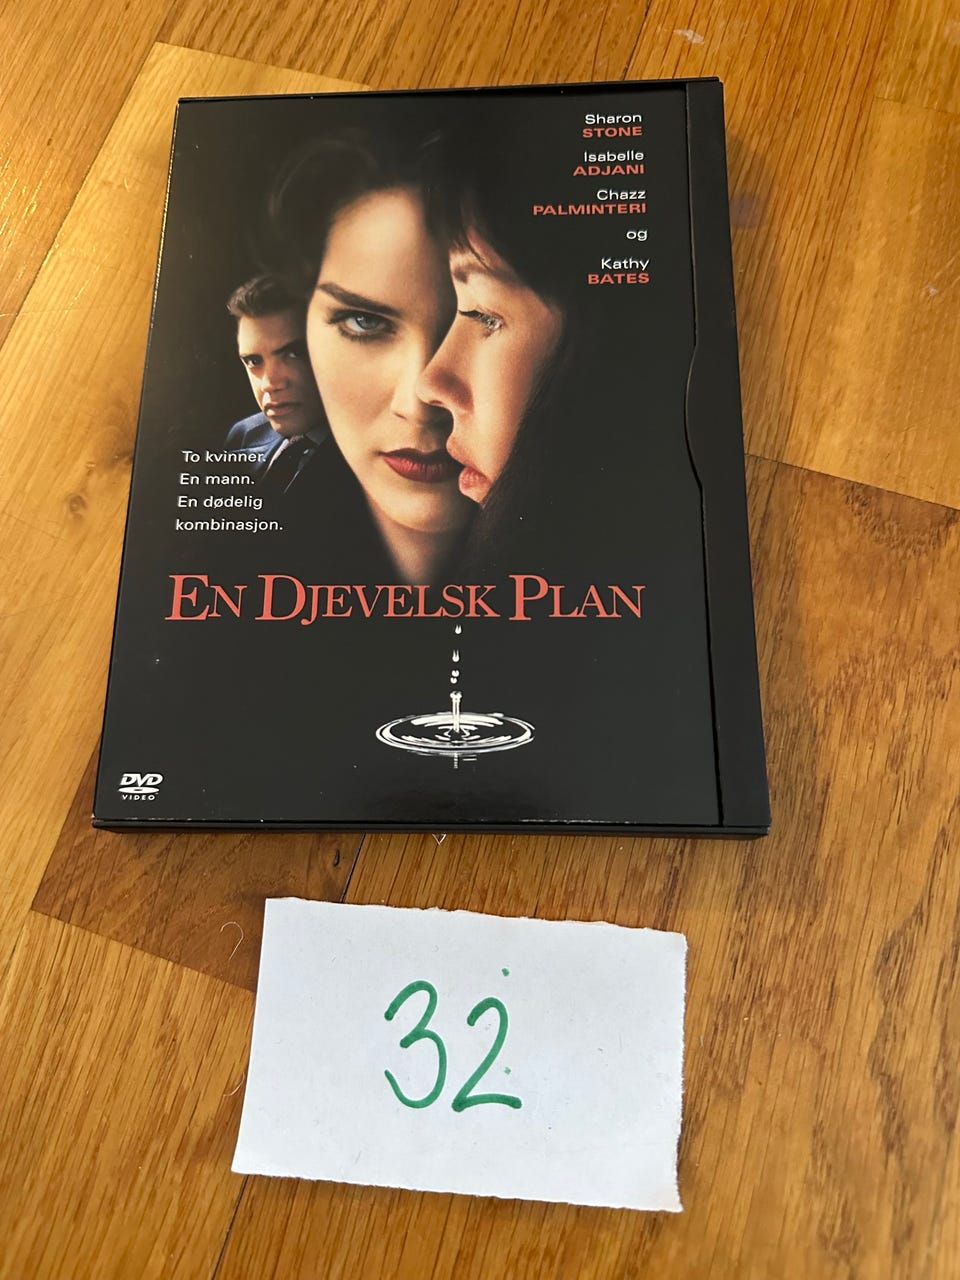 Sharon
STONE
Isabelle
ADJANI
Chazz
PALMINTERI
og
Kathy
BATES
To kvinner.
En mann.
En dødelig
kombinasjon.
EN DJEVELSK PLAN
DVD
VIDEO
32